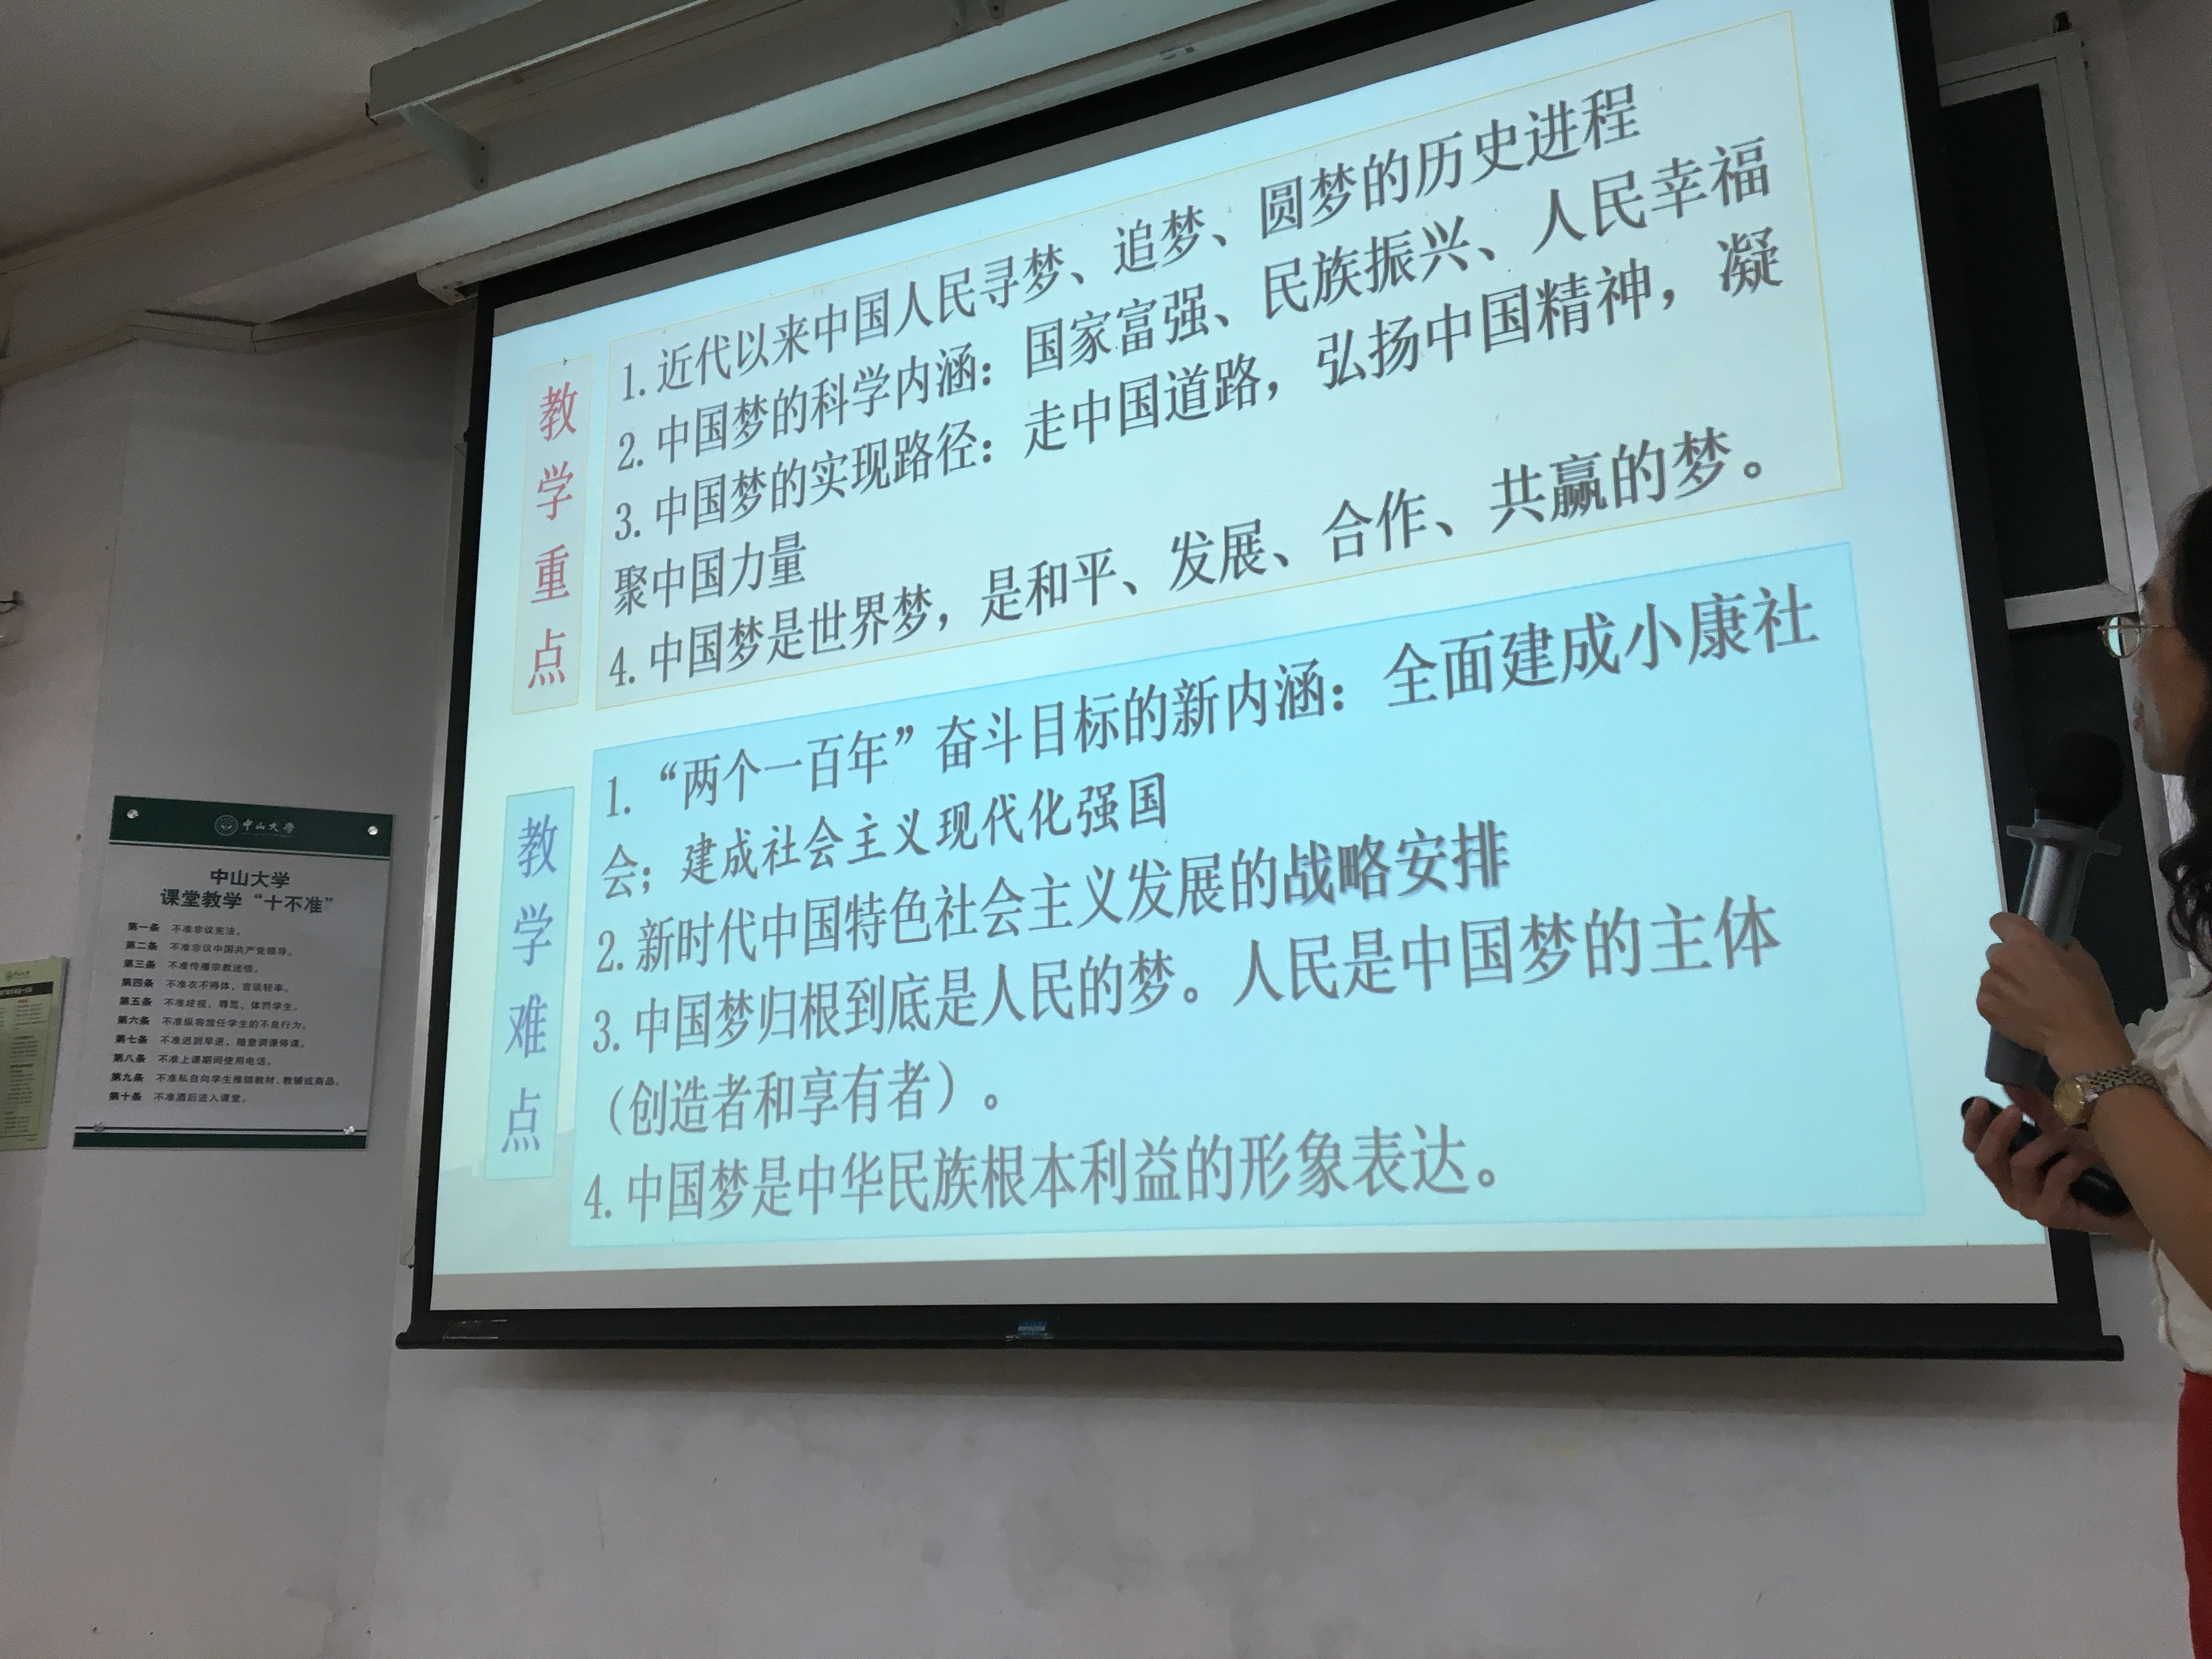 教学重点
1. 近代以来中国人民寻梦、追梦、圆梦的历史进程
2. 中国梦的科学内涵：国家富强、民族振兴、人民幸福
3. 中国梦的实现路径：走中国道路，弘扬中国精神，凝
聚中国力量
4. 中国梦是世界梦，是和平、发展、合作、共赢的梦。
教学难点
1. “两个一百年”奋斗目标的新内涵：全面建成小康社
会；建成社会主义现代化强国
2. 新时代中国特色社会主义发展的战略安排
3. 中国梦归根到底是人民的梦。人民是中国梦的主体
（创造者和享有者）。
4. 中国梦是中华民族根本利益的形象表达。
中山大学
中山大学
课堂教学“十不准”
第一条 不准非议宪法。
第二条 不准非议中国共产党领导。
第三条 不准传播宗教迷信。
第四条 不准衣不得体，言谈轻率。
第五条 不准歧视、辱骂、体罚学生。
第六条 不准纵容放任学生的不良行为。
第七条 不准迟到早退，随意调课停课。
第八条 不准上课期间使用电话。
第九条 不准私自向学生推销教材、教辅或商品。
第十条 不准酒后进入课堂。